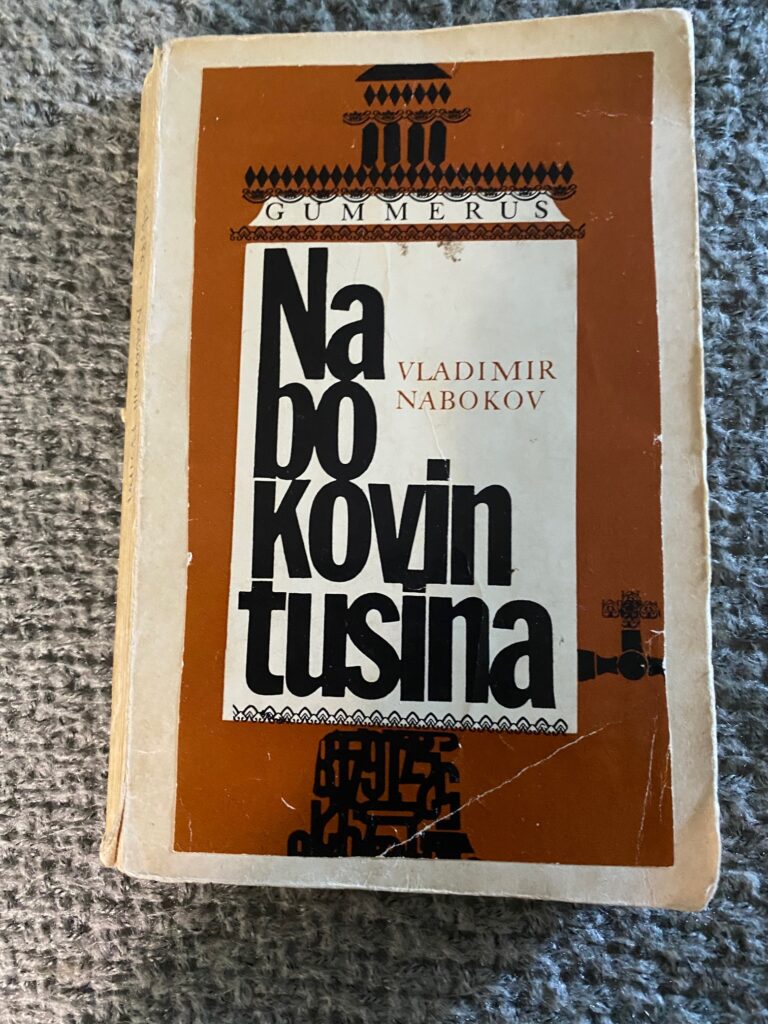 GUMMERUS
Na
bo
kovin
tusina
VLADIMIR
NABOKOV